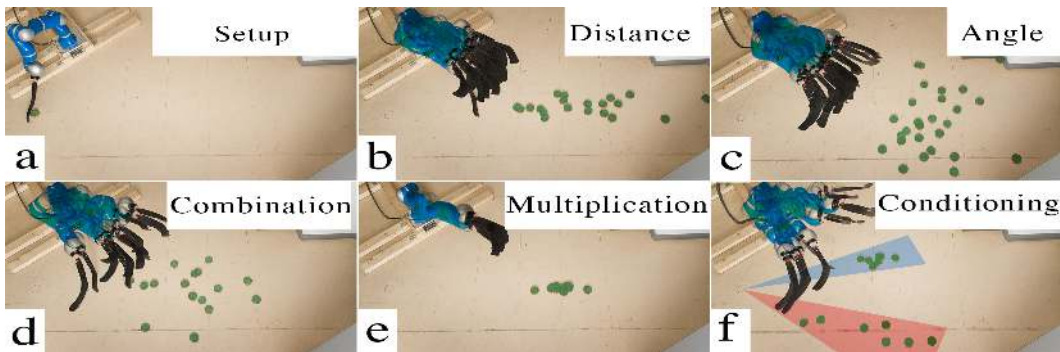 Setup
a
Distance
b
Angle
c
Combination
d
Multiplication
e
Conditioning
f